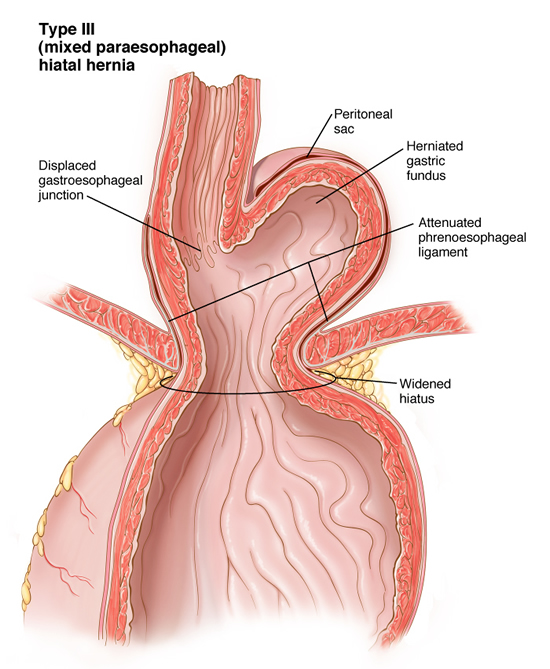 Type III
(mixed paraesophageal)
hiatal hernia
Peritoneal
sac
Herniated
gastric
fundus
Displaced
gastroesophageal
junction
Attenuated
phrenoesophageal
ligament
Widened
hiatus